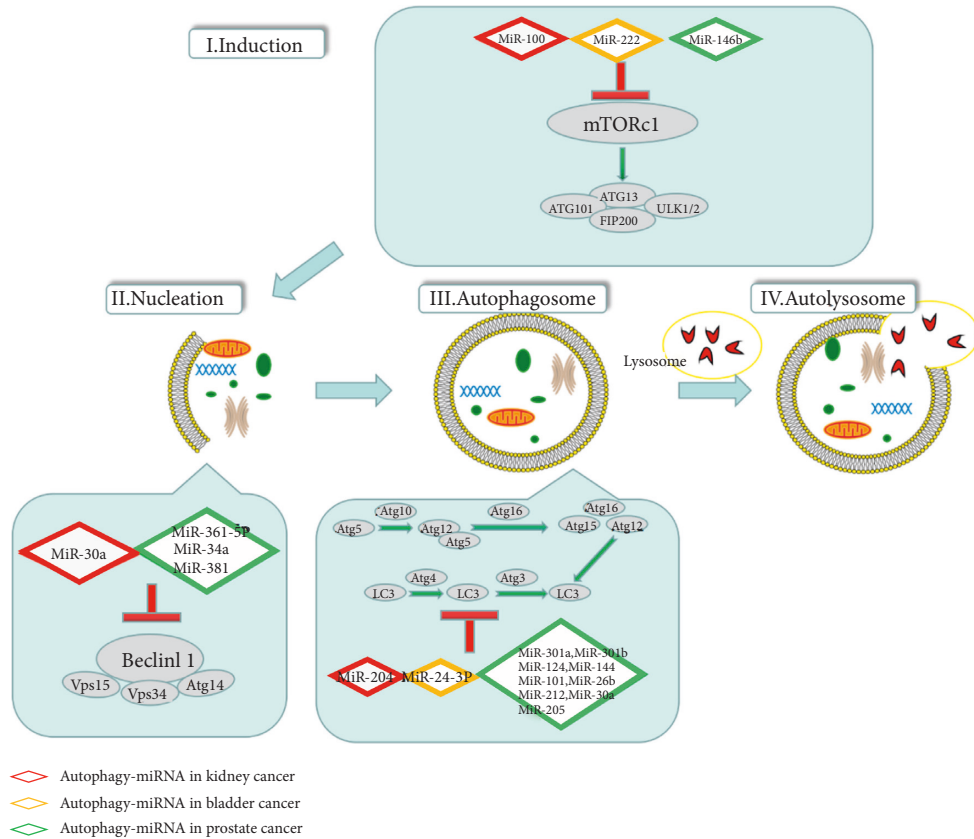 I.Induction
MiR-100
MiR-222
MiR-146b
mTORc1
ATG13
ATG101
ULK1/2
FIP200
II.Nucleation
III.Autophagosome
IV.Autolysosome
Lysosome
MiR-30a
MiR-361-5P
MiR-34a
MiR-381
Beclinl 1
Vps15
Vps34
Atg14
Atg5
Atg10
Atg12
Atg5
Atg16
Atg16
Atg15
Atg12
LC3
Atg4
LC3
Atg3
LC3
MiR-204
MiR-24-3P
MiR-301a,MiR-301b
MiR-124,MiR-144
MiR-101,MiR-26b
MiR-212,MiR-30a
MiR-205
Autophagy-miRNA in kidney cancer
Autophagy-miRNA in bladder cancer
Autophagy-miRNA in prostate cancer